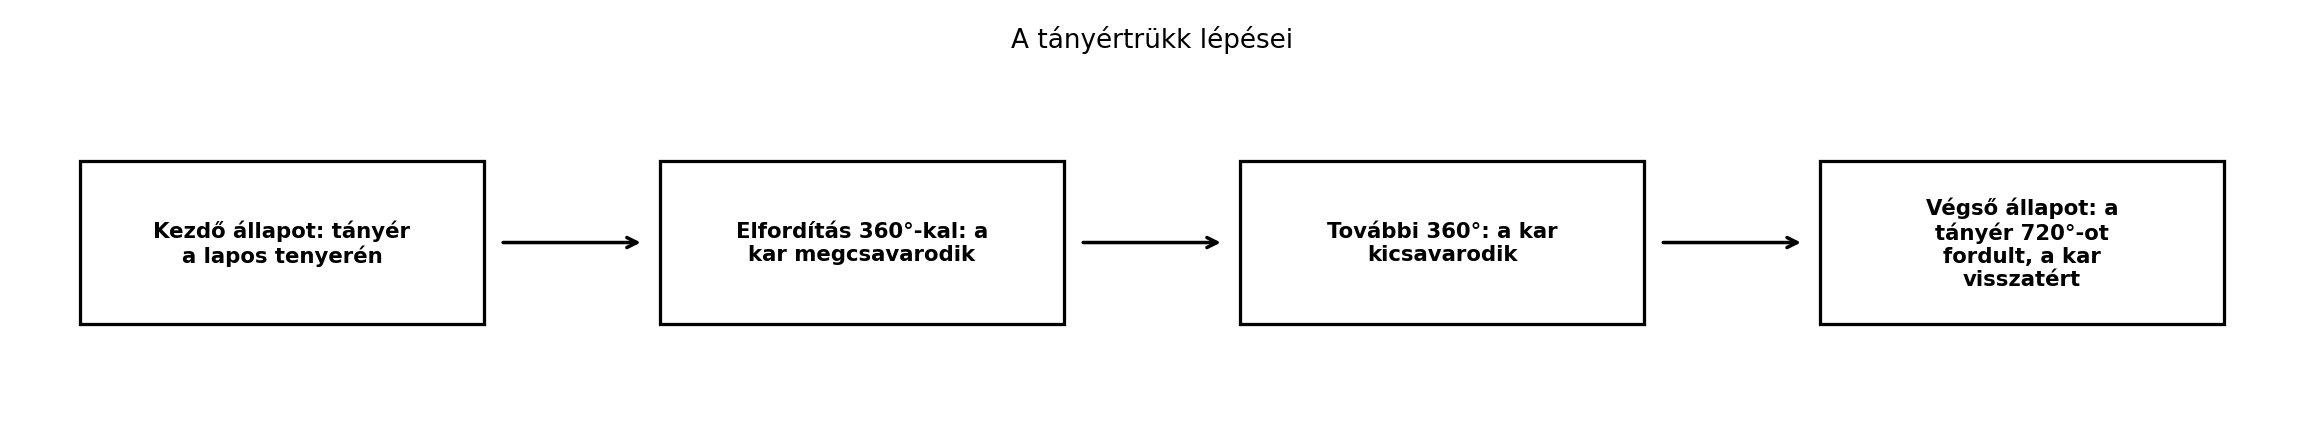 A tányértrükk lépései
Kezdő állapot: tányér
a lapos tenyerén
Elfordítás 360°-kal: a
kar megcsavarodik
További 360°: a kar
kicsavarodik
Végső állapot: a
tányér 720°-ot
fordult, a kar
visszatért